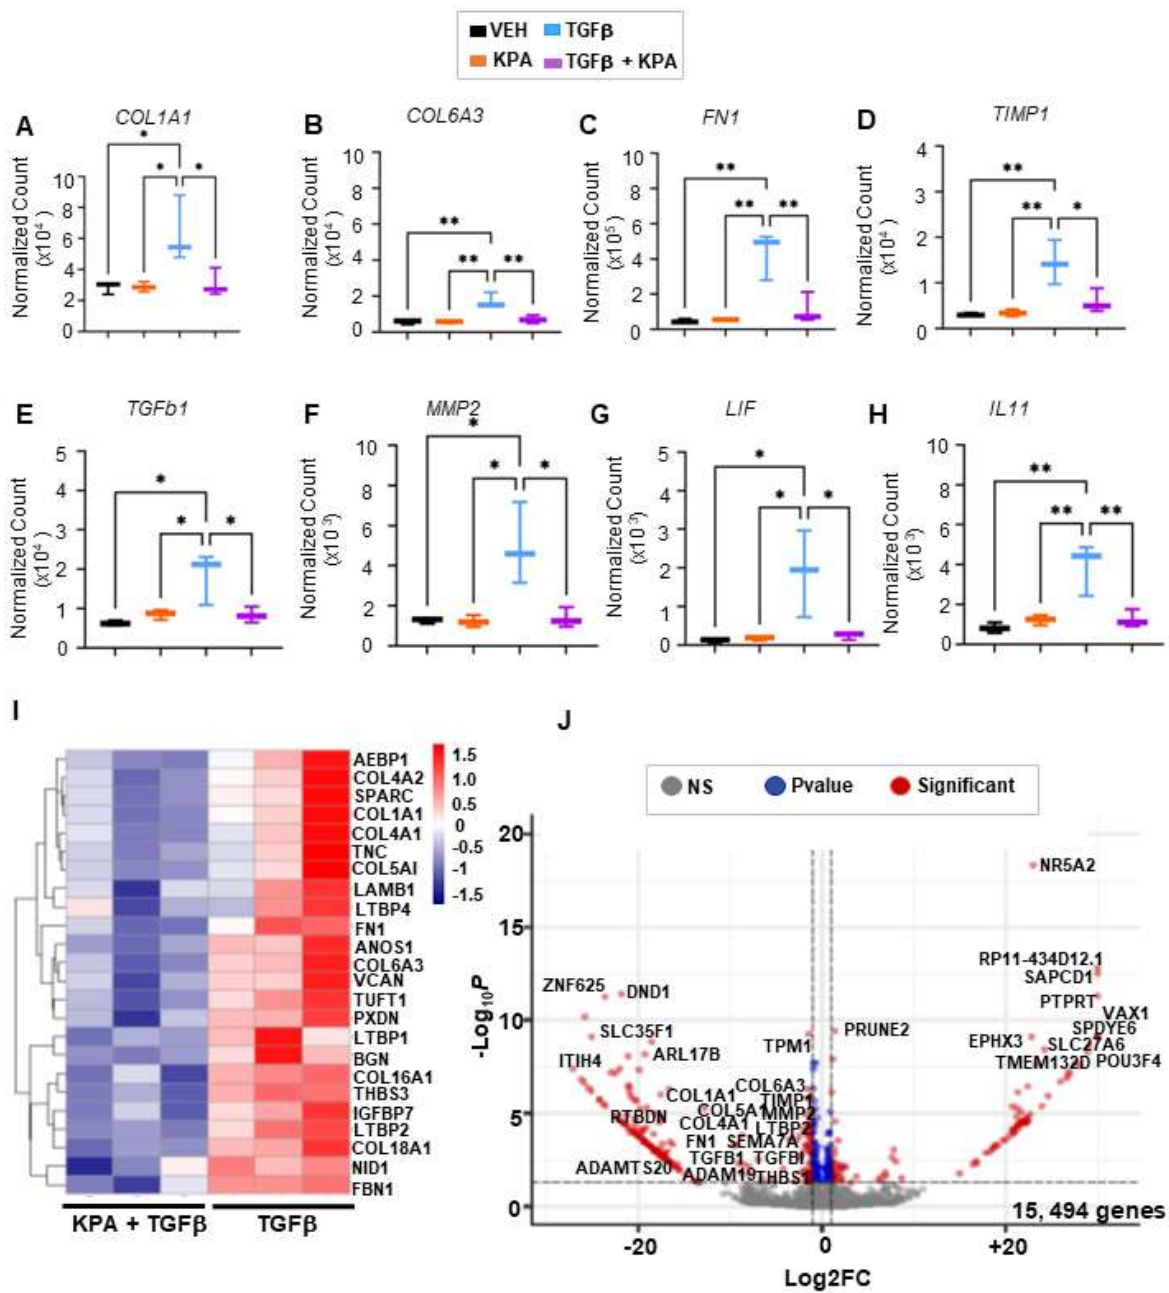 VEH TGFβ
KPA TGFβ + KPA
A COL1A1
* * *
Normalized Count (x10⁴)
10 8 6 4 2 0
B COL6A3
** ** **
Normalized Count (x10⁴)
10 8 6 4 2 0
C FN1
** ** **
Normalized Count (x10⁵)
10 8 6 4 2 0
D TIMP1
** ** *
Normalized Count (x10⁴)
4 3 2 1 0
E TGFb1
* * *
Normalized Count (x10⁴)
5 4 3 2 1 0
F MMP2
* * *
Normalized Count (x10³)
10 8 6 4 2 0
G LIF
* * *
Normalized Count (x10³)
5 4 3 2 1 0
H IL11
** ** **
Normalized Count (x10³)
10 8 6 4 2 0
I
AEBP1
COL4A2
SPARC
COL1A1
COL4A1
TNC
COL5AI
LAMB1
LTBP4
FN1
ANOS1
COL6A3
VCAN
TUFT1
PXDN
LTBP1
BGN
COL16A1
THBS3
IGFBP7
LTBP2
COL18A1
NID1
FBN1
1.5
1.0
0.5
0
-0.5
-1
-1.5
KPA + TGFβ TGFβ
J
NS Pvalue Significant
-Log₁₀P
20
15
10
5
0
NR5A2
RP11-434D12.1
SAPCD1
PTPRT
VAX1
SPDYE6
EPHX3 SLC27A6
TMEM132D POU3F4
ZNF625 DND1
SLC35F1
ARL17B
ITIH4
TPM1 PRUNE2
COL6A3
COL1A1 TIMP1
RTBDN COL5A1 MMP2
COL4A1 LTBP2
FN1 SEMA7A
TGFB1 TGFBI
ADAMTS20 ADAM19 THBS1
15, 494 genes
-20 0 +20
Log2FC